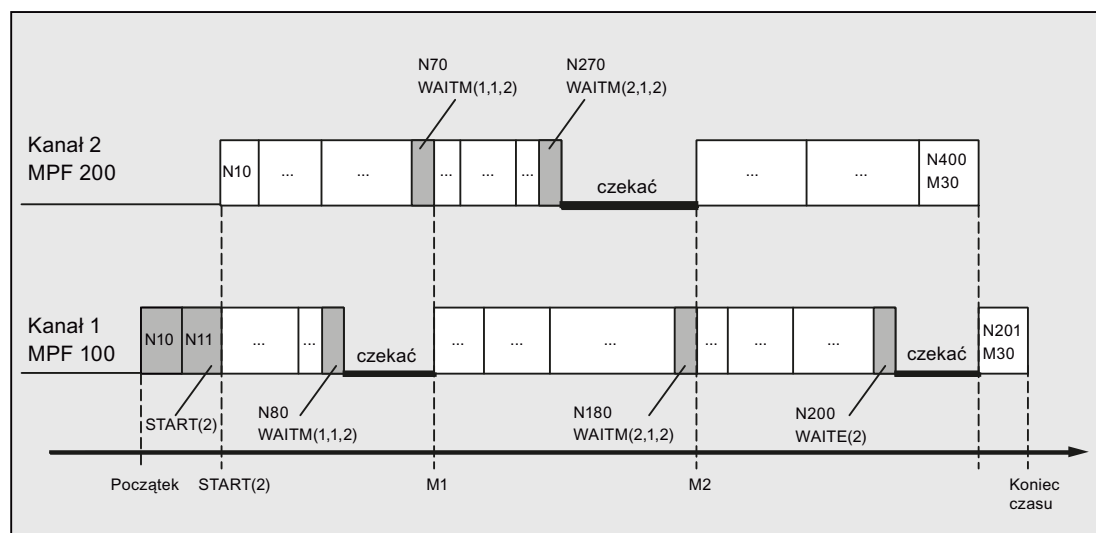 N70
WAITM(1,1,2)
N270
WAITM(2,1,2)
Kanał 2
MPF 200
N10
...
...
...
...
...
czekać
...
...
N400
M30
Kanał 1
MPF 100
N10
N11
...
...
czekać
...
...
...
...
...
...
czekać
N201
M30
START(2)
N80
WAITM(1,1,2)
N180
WAITM(2,1,2)
N200
WAITE(2)
Początek
START(2)
M1
M2
Koniec
czasu